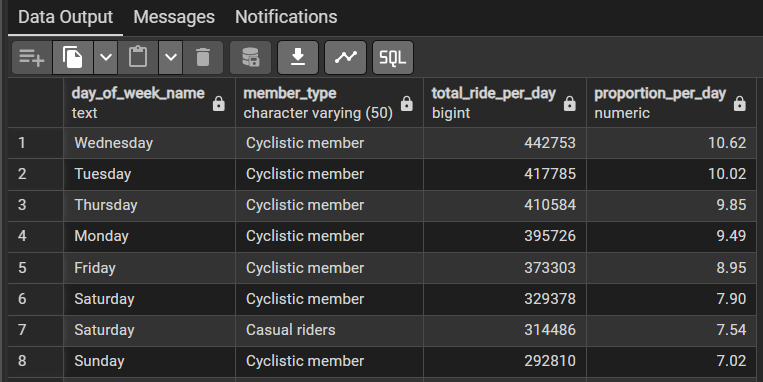 Data Output Messages Notifications
SQL
day_of_week_name member_type total_ride_per_day proportion_per_day
text character varying (50) bigint numeric
1 Wednesday Cyclistic member 442753 10.62
2 Tuesday Cyclistic member 417785 10.02
3 Thursday Cyclistic member 410584 9.85
4 Monday Cyclistic member 395726 9.49
5 Friday Cyclistic member 373303 8.95
6 Saturday Cyclistic member 329378 7.90
7 Saturday Casual riders 314486 7.54
8 Sunday Cyclistic member 292810 7.02